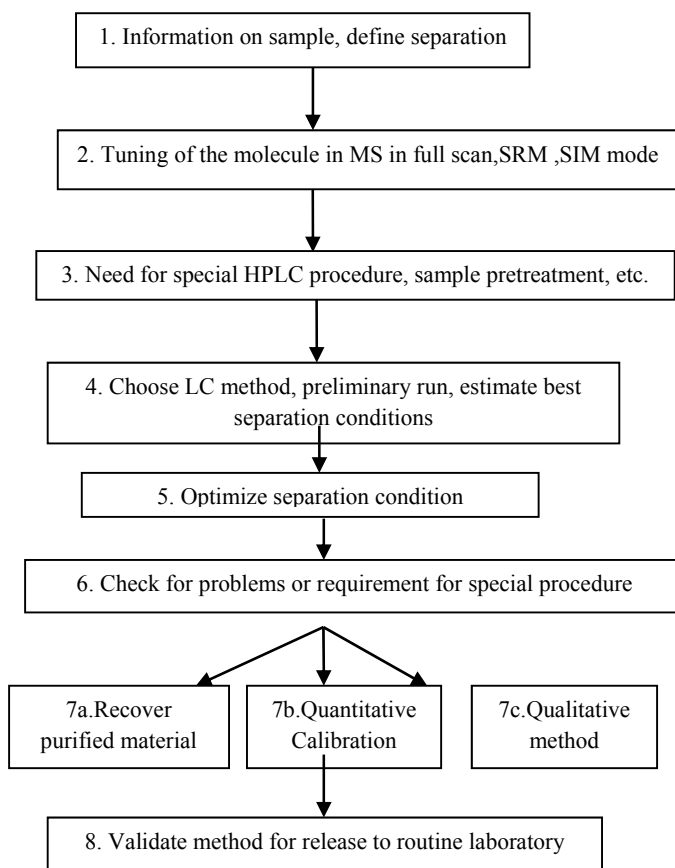 1. Information on sample, define separation
2. Tuning of the molecule in MS in full scan,SRM ,SIM mode
3. Need for special HPLC procedure, sample pretreatment, etc.
4. Choose LC method, preliminary run, estimate best
separation conditions
5. Optimize separation condition
6. Check for problems or requirement for special procedure
7a.Recover
purified material
7b.Quantitative
Calibration
7c.Qualitative
method
8. Validate method for release to routine laboratory